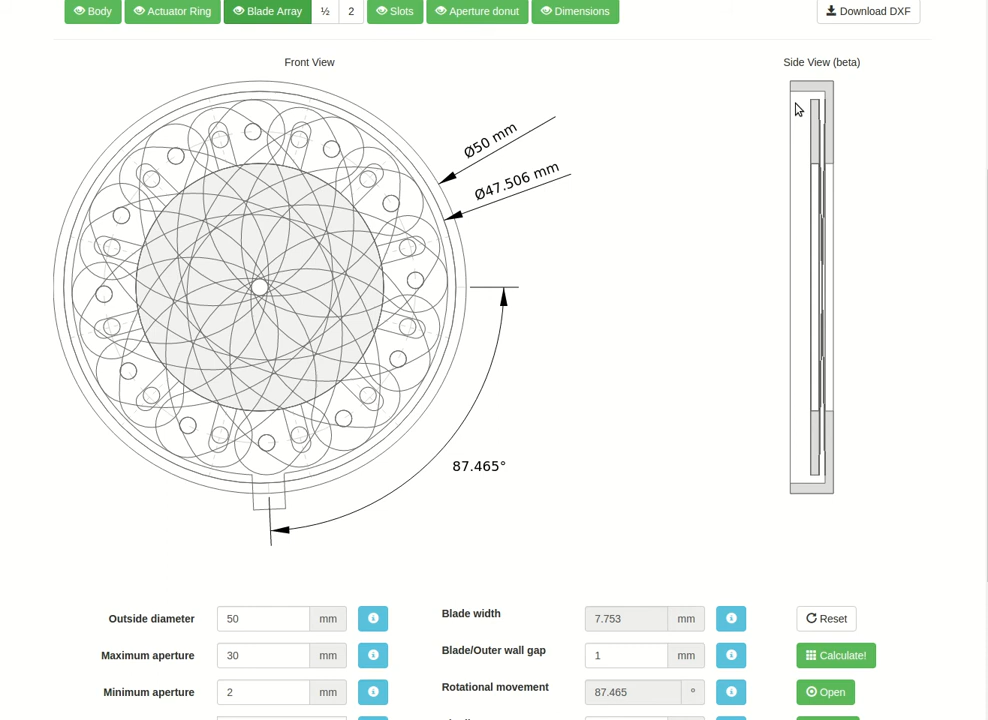 Body Actuator Ring Blade Array ½ 2 Slots Aperture donut Dimensions Download DXF
Front View Side View (beta)
Ø50 mm
Ø47.506 mm
87.465°
Outside diameter 50 mm Blade width 7.753 mm Reset
Maximum aperture 30 mm Blade/Outer wall gap 1 mm Calculate!
Minimum aperture 2 mm Rotational movement 87.465 ° Open